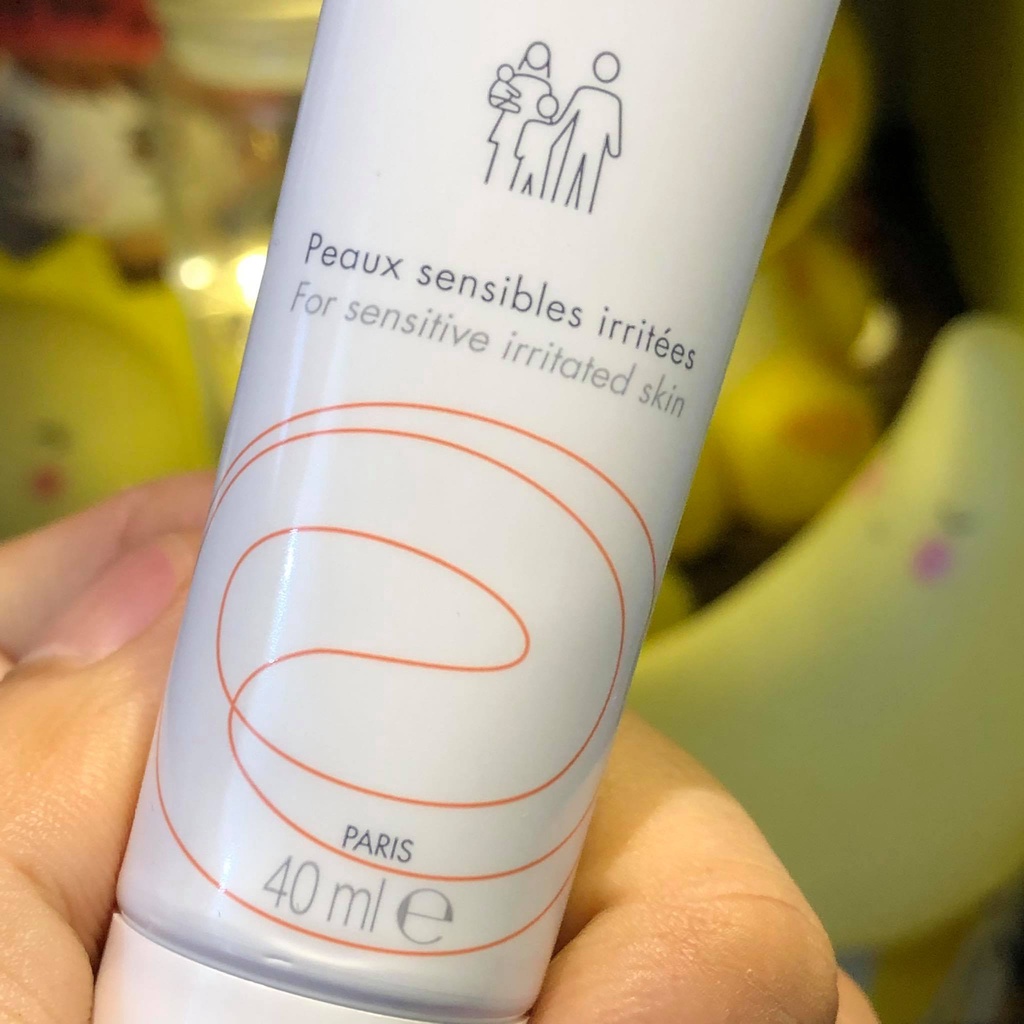 Peaux sensibles irritées
For sensitive irritated skin
PARIS
40 ml ℮